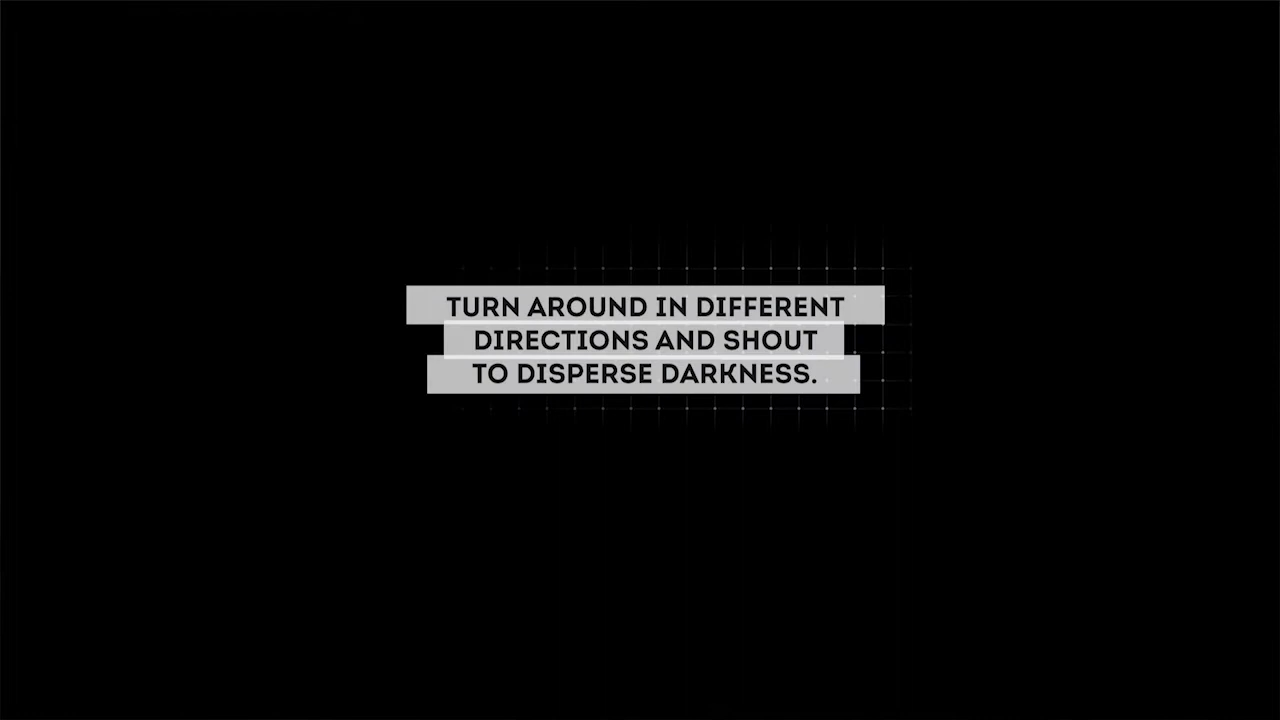 TURN AROUND IN DIFFERENT
DIRECTIONS AND SHOUT
TO DISPERSE DARKNESS.